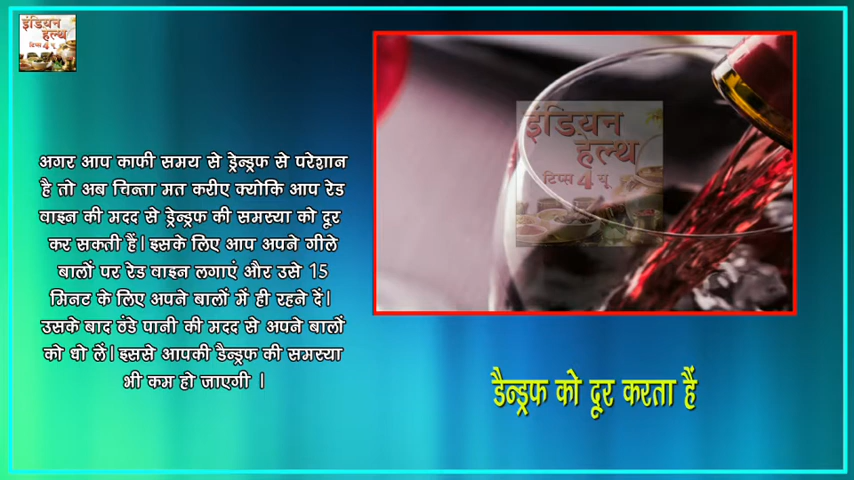 इंडियन
हेल्थ
टिप्स 4 यू
अगर आप काफी समय से ड्रेन्ड्रफ से परेशान
है तो अब चिन्ता मत करीए क्योकि आप रेड
वाइन की मदद से ड्रेन्ड्रफ की समस्या को दूर
कर सकती हैं| इसके लिए आप अपने गीले
बालों पर रेड वाइन लगाएं और उसे 15
मिनट के लिए अपने बालों में ही रहने दें|
उसके बाद ठंडे पानी की मदद से अपने बालों
को धो लें| इससे आपकी डैन्ड्रफ की समस्या
भी कम हो जाएगी |
इंडियन
हेल्थ
टिप्स 4 यू
डैन्ड्रफ को दूर करता हैं